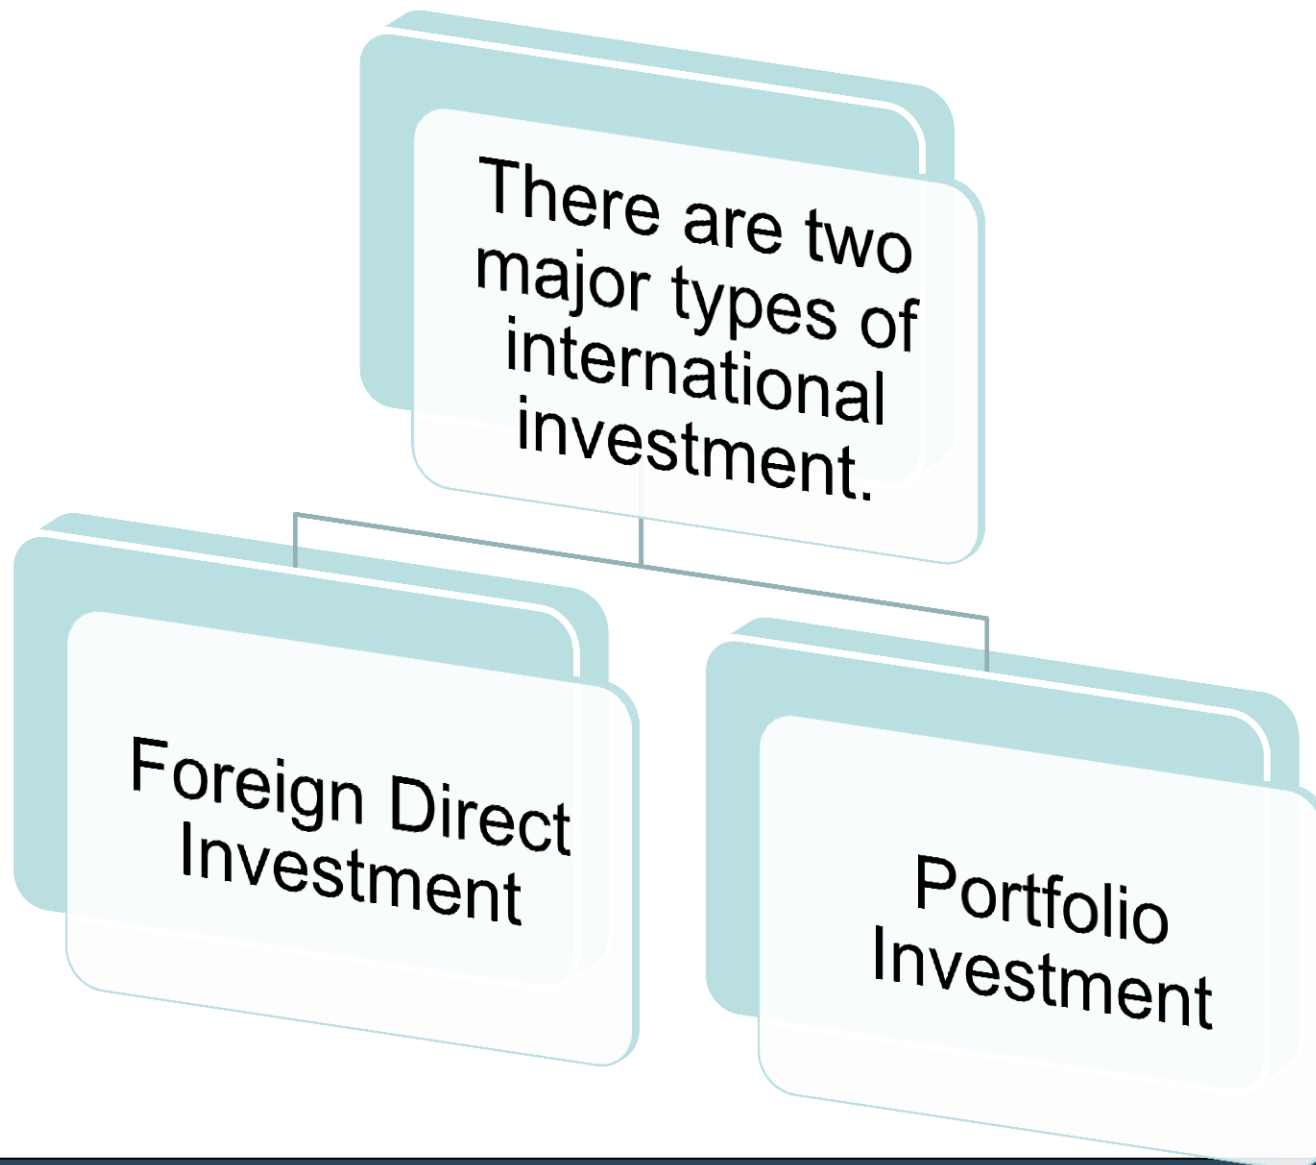 There are two
major types of
international
investment.
Foreign Direct
Investment
Portfolio
Investment